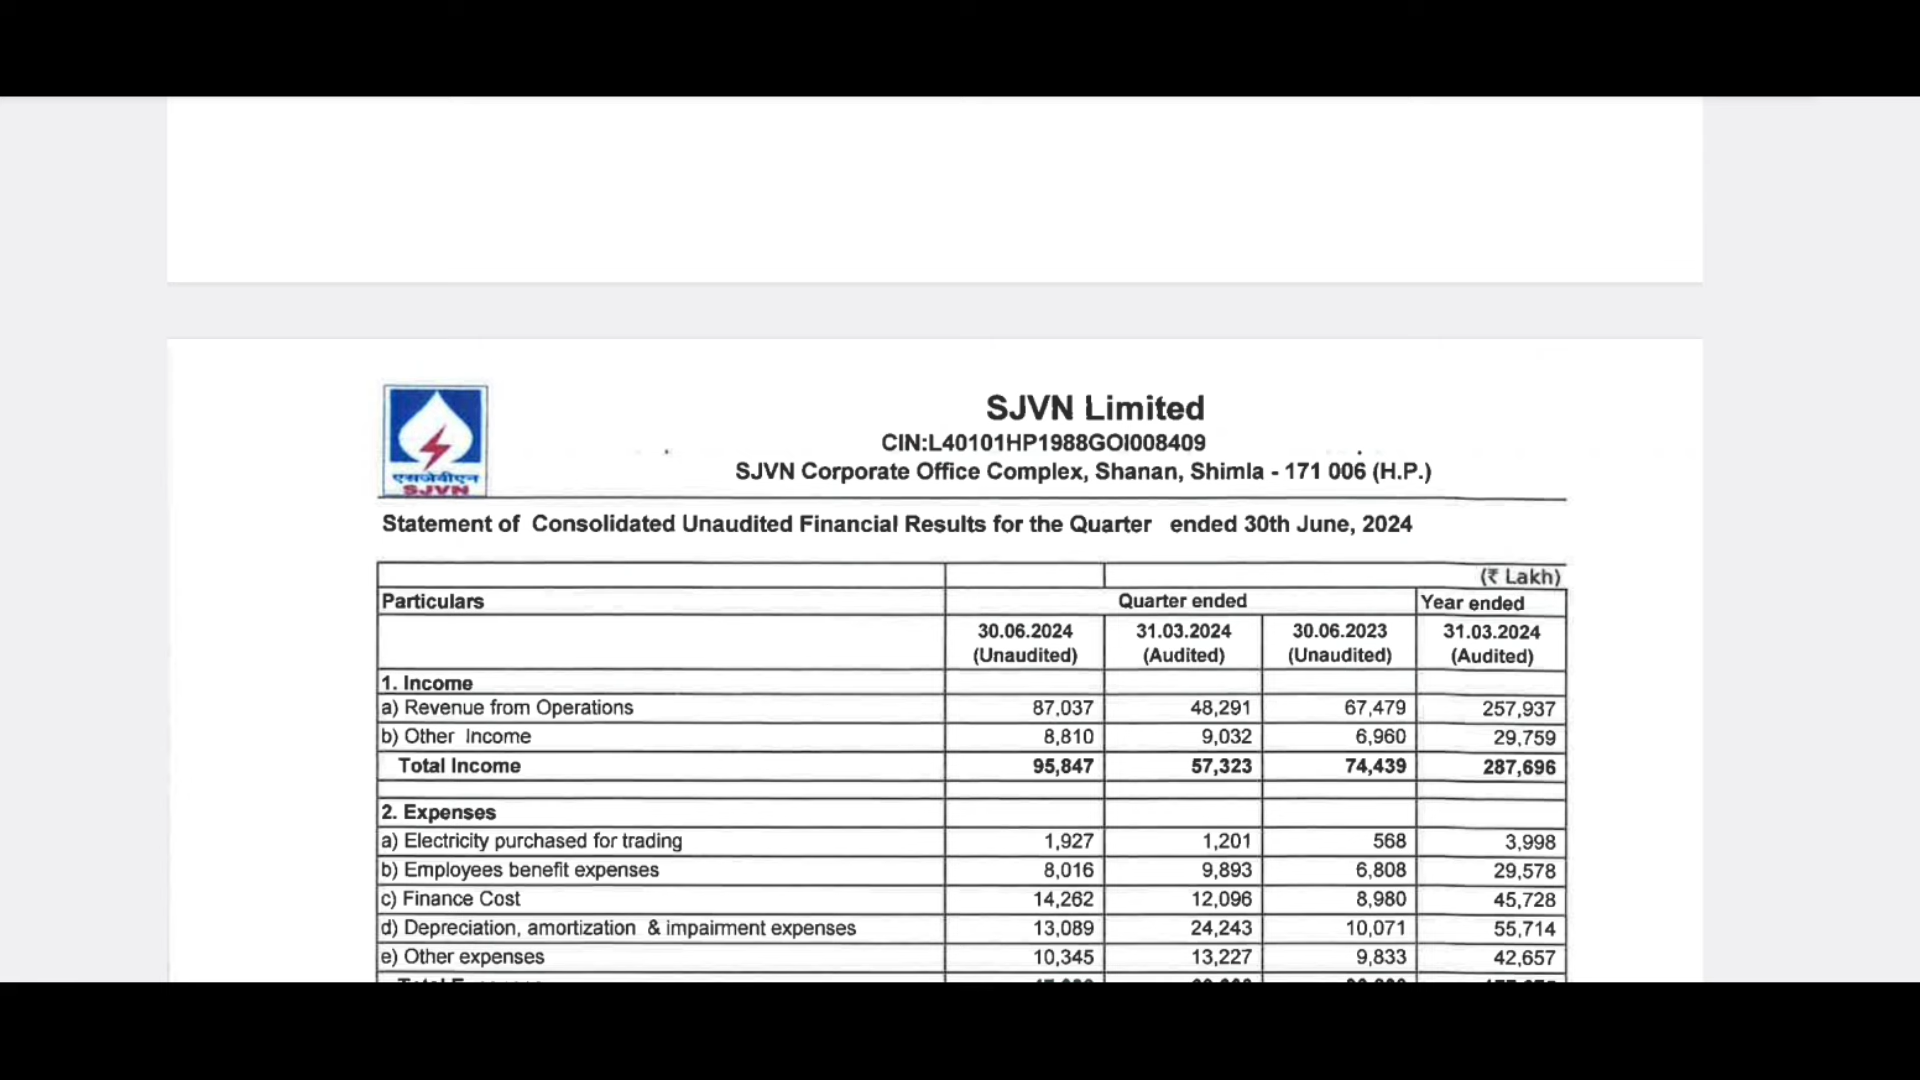 एसजेवीएन
SJVN
SJVN Limited
CIN:L40101HP1988GOI008409
SJVN Corporate Office Complex, Shanan, Shimla - 171 006 (H.P.)
Statement of Consolidated Unaudited Financial Results for the Quarter ended 30th June, 2024
(₹ Lakh)
Particulars Quarter ended Year ended
30.06.2024 31.03.2024 30.06.2023 31.03.2024
(Unaudited) (Audited) (Unaudited) (Audited)
1. Income
a) Revenue from Operations 87,037 48,291 67,479 257,937
b) Other Income 8,810 9,032 6,960 29,759
Total Income 95,847 57,323 74,439 287,696
2. Expenses
a) Electricity purchased for trading 1,927 1,201 568 3,998
b) Employees benefit expenses 8,016 9,893 6,808 29,578
c) Finance Cost 14,262 12,096 8,980 45,728
d) Depreciation, amortization & impairment expenses 13,089 24,243 10,071 55,714
e) Other expenses 10,345 13,227 9,833 42,657